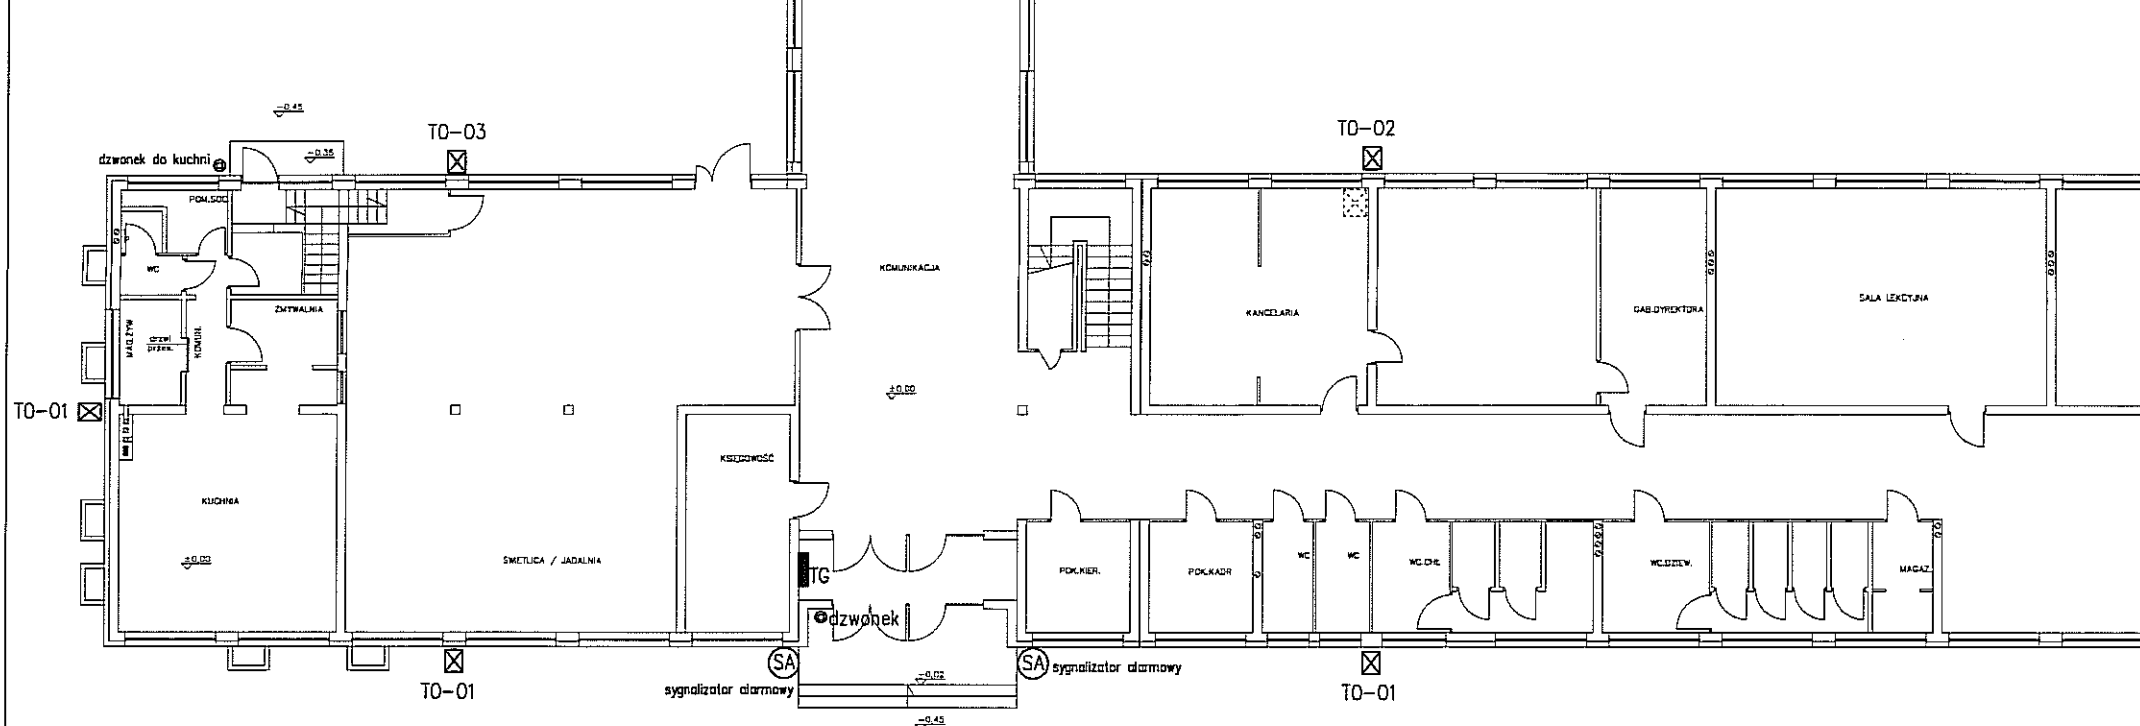 -0.45
TO-03
TO-02
dzwonek do kuchni
-0.35
POM.SOC
WC
KOMUNIKACJA
ZMYWALNIA
KANCELARIA
GAB.DYREKTORA
SALA LEKCYJNA
MAG.ŻYW
drzwi
przes.
KOMUN.
±0.00
TO-01
KSIĘGOWOŚĆ
KUCHNIA
±0.00
ŚWIETLICA / JADALNIA
TG
POK.KIER.
POK.KADR
WC
WC
WC.CHŁ.
WC.DZIEW.
MAGAZ.
dzwonek
SA
SA
sygnalizator alarmowy
sygnalizator alarmowy
-0.02
TO-01
TO-01
-0.45